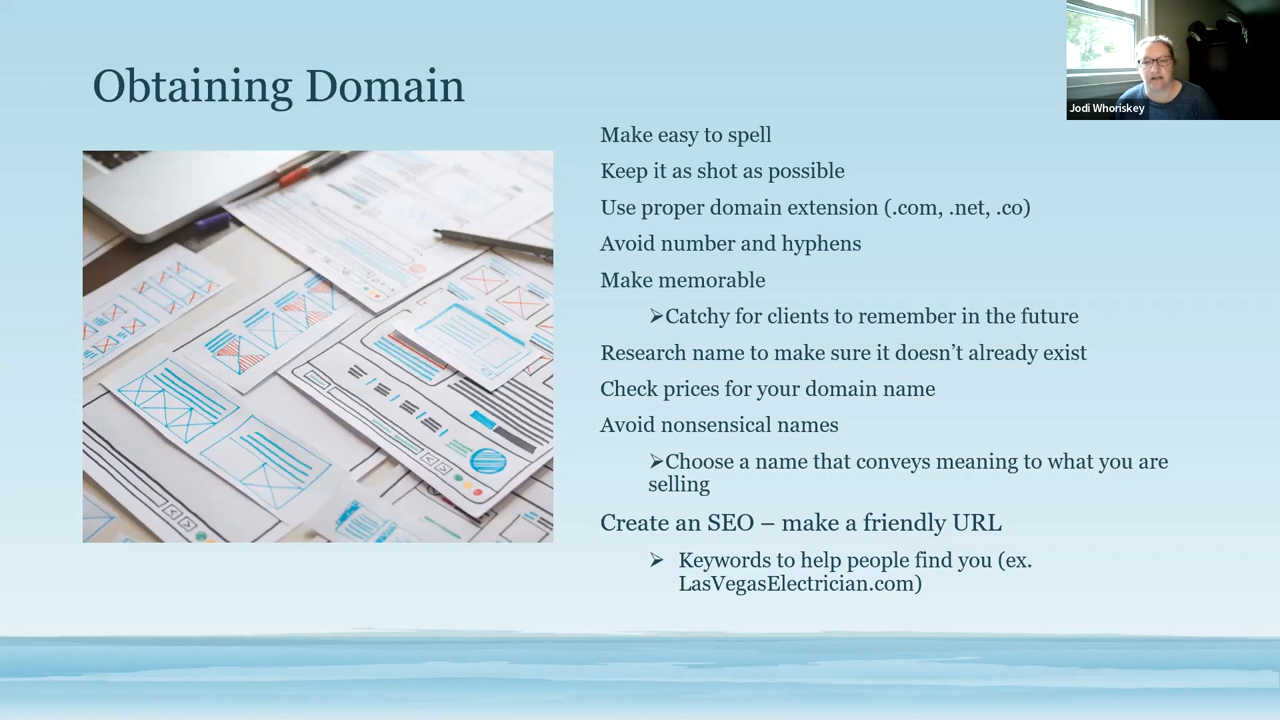 Obtaining Domain
Jodi Whoriskey
Make easy to spell
Keep it as shot as possible
Use proper domain extension (.com, .net, .co)
Avoid number and hyphens
Make memorable
➢Catchy for clients to remember in the future
Research name to make sure it doesn’t already exist
Check prices for your domain name
Avoid nonsensical names
➢Choose a name that conveys meaning to what you are
selling
Create an SEO – make a friendly URL
➢ Keywords to help people find you (ex.
LasVegasElectrician.com)